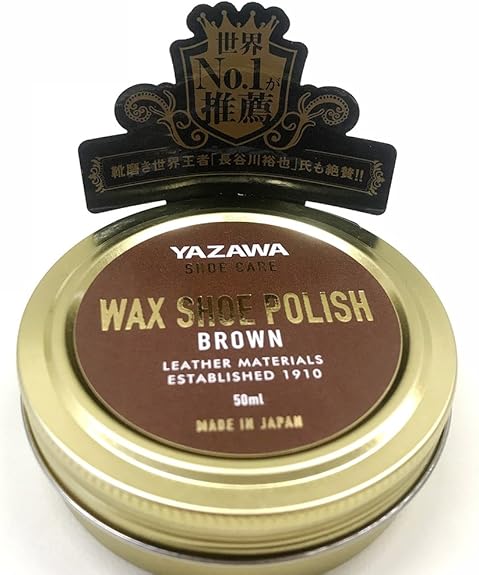 世界
No.1が
推薦
靴磨き世界王者「長谷川裕也」氏も絶賛!!
YAZAWA
SHOE CARE
WAX SHOE POLISH
BROWN
LEATHER MATERIALS
ESTABLISHED 1910
50ml
MADE IN JAPAN